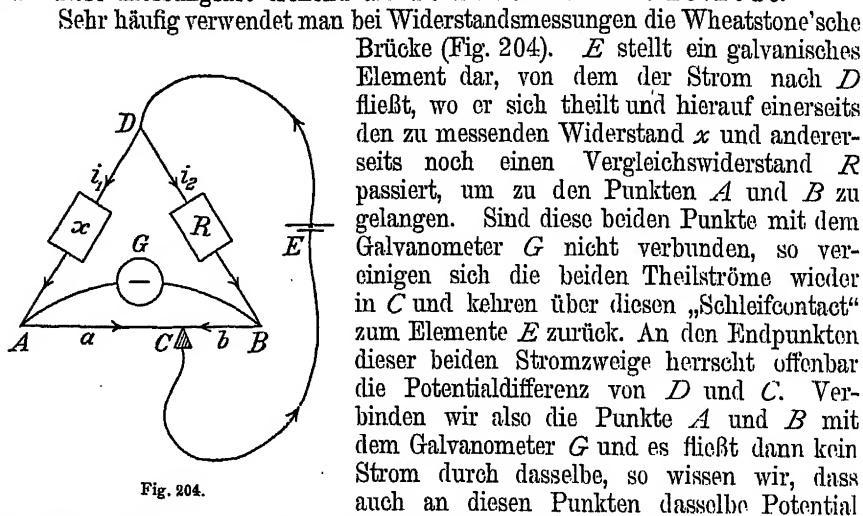 Sehr häufig verwendet man bei Widerstandsmessungen die Wheatstone'sche
Brücke (Fig. 204). E stellt ein galvanisches
Element dar, von dem der Strom nach D
fließt, wo er sich theilt und hierauf einerseits
den zu messenden Widerstand x und anderer-
seits noch einen Vergleichswiderstand R
passiert, um zu den Punkten A und B zu
gelangen. Sind diese beiden Punkte mit dem
Galvanometer G nicht verbunden, so ver-
einigen sich die beiden Theilströme wieder
in C und kehren über diesen „Schleifcontact“
zum Elemente E zurück. An den Endpunkten
dieser beiden Stromzweige herrscht offenbar
die Potentialdifferenz von D und C. Ver-
binden wir also die Punkte A und B mit
dem Galvanometer G und es fließt dann kein
Strom durch dasselbe, so wissen wir, dass
auch an diesen Punkten dasselbe Potential
D
i₁ i₂
x R
G
E
A a C b B
Fig. 204.